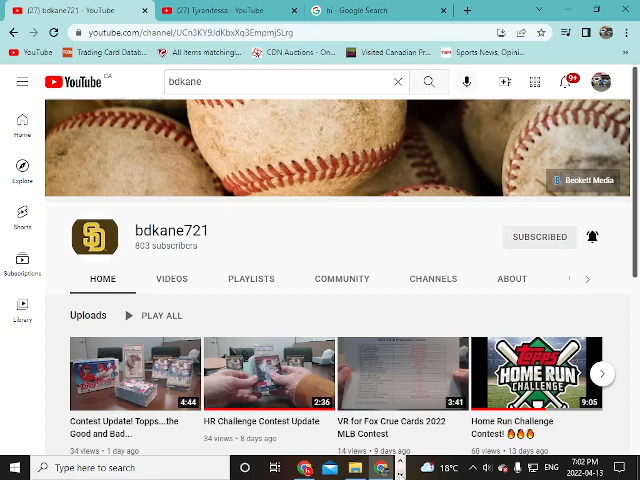 (27) bdkane721 - YouTube
(27) Tyranitessa - YouTube
hi - Google Search
youtube.com/channel/UCn3KY9JdKbxXq3EmpmjSLrg
YouTube
Trading Card Datab...
All items matching/...
CDN Auctions - On...
Visited Canadian Pr...
Sports News, Opini...
YouTube CA
bdkane
9+
Home
Explore
Shorts
Subscriptions
Library
Beckett Media
SD
bdkane721
803 subscribers
SUBSCRIBED
HOME
VIDEOS
PLAYLISTS
COMMUNITY
CHANNELS
ABOUT
Uploads
PLAY ALL
4:44
2:36
3:41
TOPPS
HOME RUN
CHALLENGE
9:05
Contest Update! Topps...the Good and Bad...
34 views • 1 day ago
HR Challenge Contest Update
34 views • 8 days ago
VR for Fox Crue Cards 2022 MLB Contest
14 views • 9 days ago
Home Run Challenge Contest! 🔥🔥🔥
68 views • 13 days ago
Type here to search
18°C
ENG
7:02 PM
2022-04-13